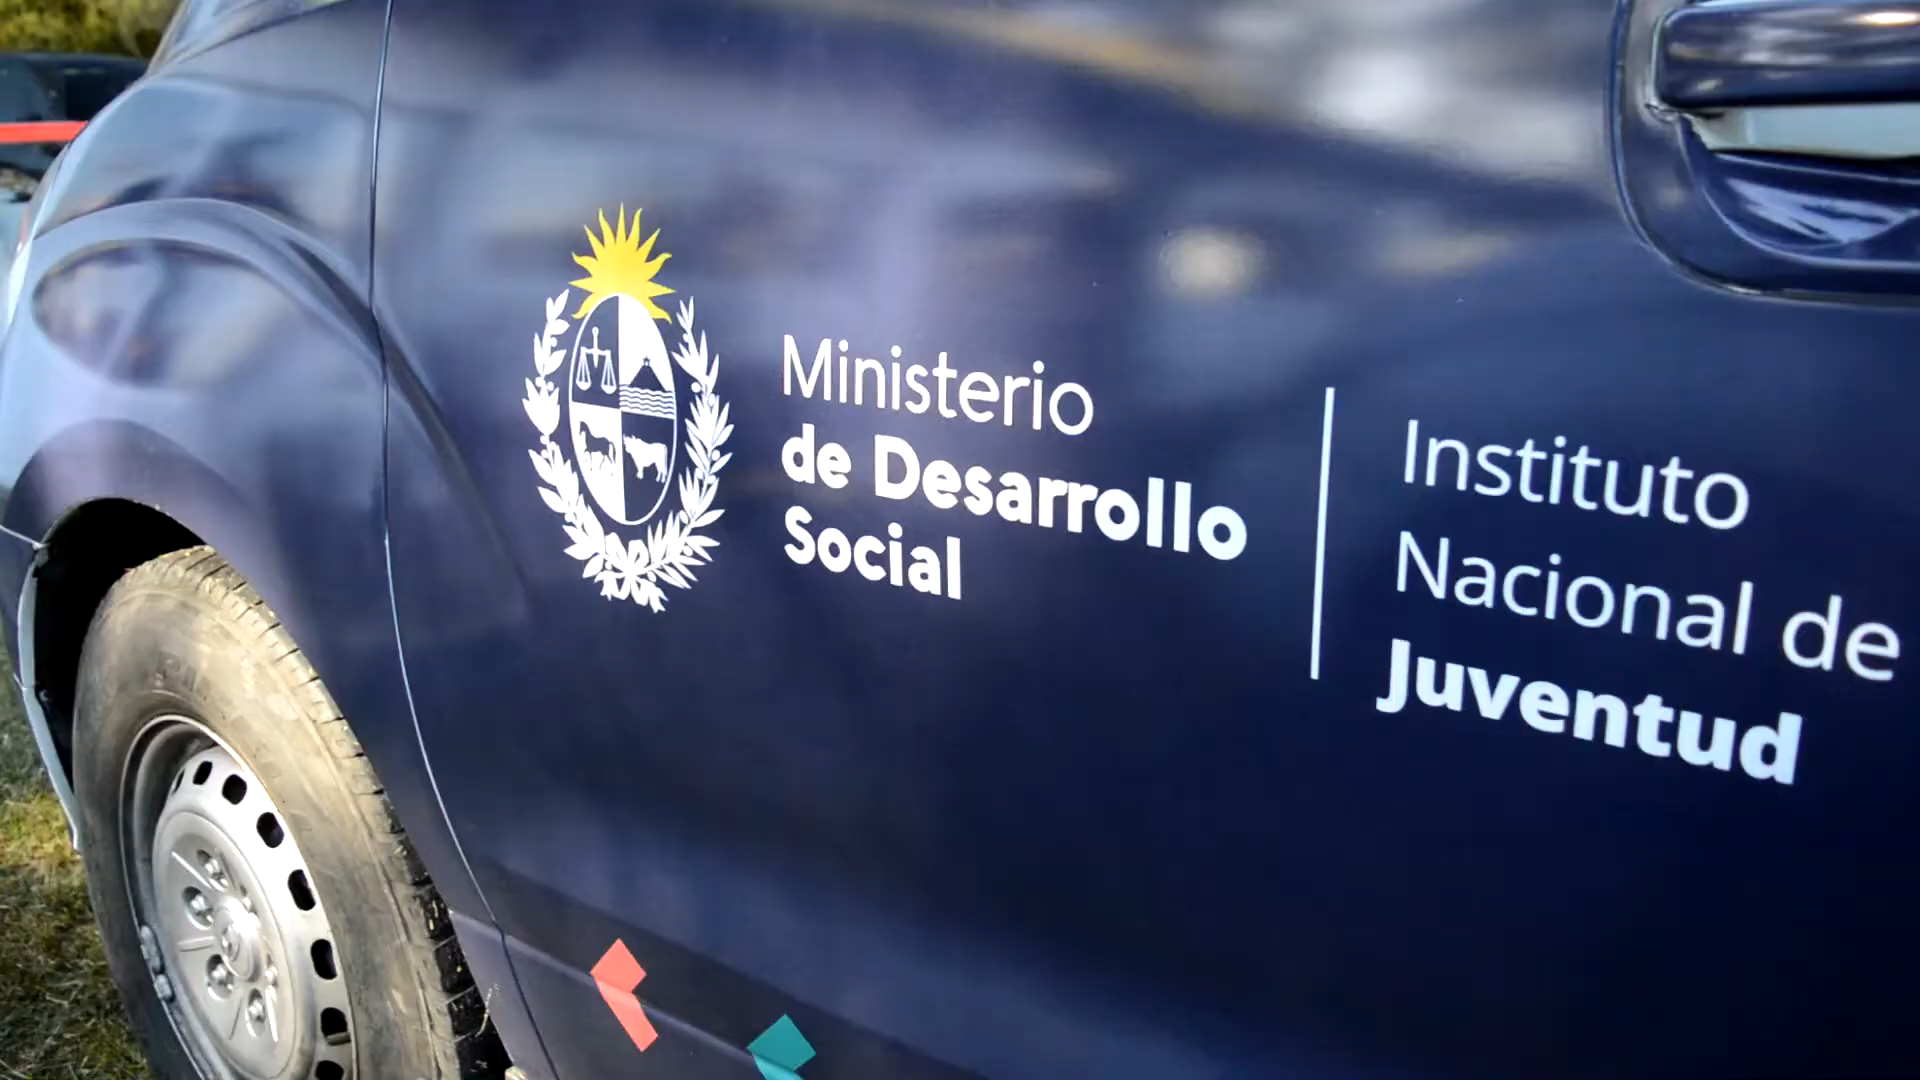 Ministerio
de Desarrollo
Social
Instituto
Nacional de
Juventud